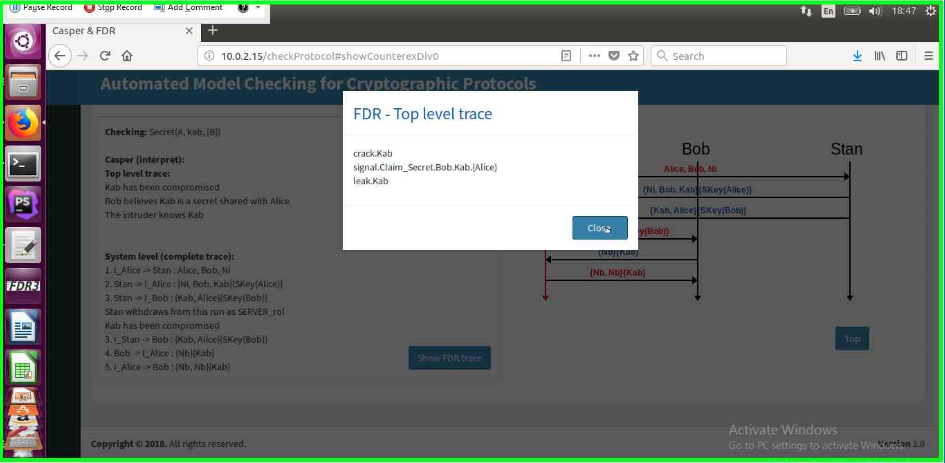 Pause Record Stop Record Add Comment
En 18:47
Casper & FDR
10.0.2.15/checkProtocol#showCounterexDiv0
Search
Automated Model Checking for Cryptographic Protocols
FDR - Top level trace
crack.Kab
signal.Claim_Secret.Bob.Kab.{Alice}
leak.Kab
Close
Checking: Secret(A, kab, [B])
Casper (interpret):
Top level trace:
Kab has been compromised
Bob believes Kab is a secret shared with Alice
The intruder knows Kab
System level (complete trace):
1. I_Alice -> Stan : Alice, Bob, Ni
2. Stan -> I_Alice : {Ni, Bob, Kab}{SKey(Alice)}
3. Stan -> I_Bob : {Kab, Alice}{SKey(Bob)}
Stan withdraws from this run as SERVER_rol
Kab has been compromised
3. I_Stan -> Bob : {Kab, Alice}{SKey(Bob)}
4. Bob -> I_Alice : {Nb}{Kab}
5. I_Alice -> Bob : {Nb, Nb}{Kab}
Show FDR trace
Bob Stan
Alice, Bob, Ni
{Ni, Bob, Kab}{SKey(Alice)}
{Kab, Alice}{SKey(Bob)}
ey(Bob)}
{Nb}{Kab}
{Nb, Nb}{Kab}
Top
PS
FDR3
Activate Windows
Go to PC settings to activate Windows.
Copyright © 2018. All rights reserved.
Version 1.0